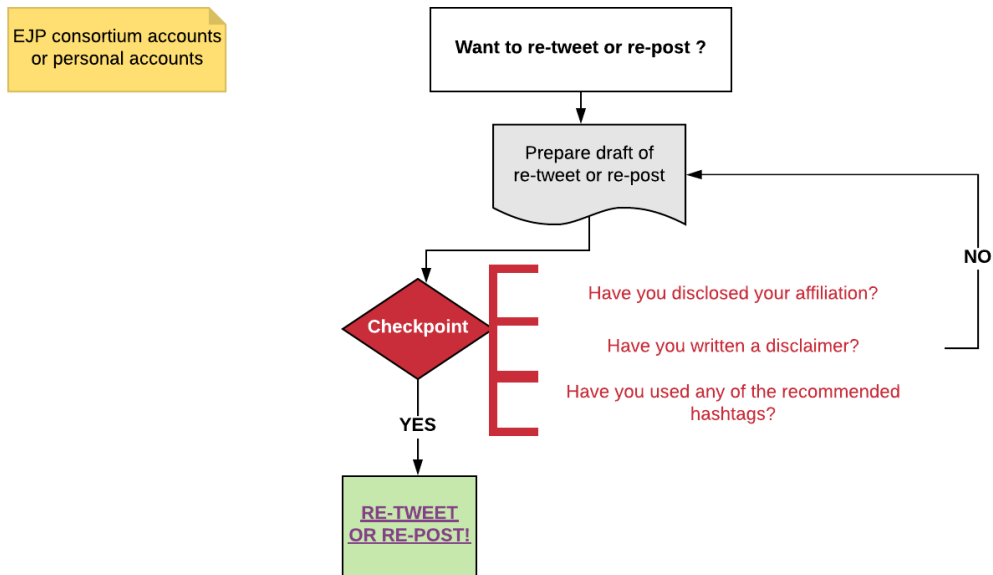 EJP consortium accounts
or personal accounts
Want to re-tweet or re-post ?
Prepare draft of
re-tweet or re-post
NO
Have you disclosed your affiliation?
Checkpoint
Have you written a disclaimer?
Have you used any of the recommended
hashtags?
YES
RE-TWEET
OR RE-POST!